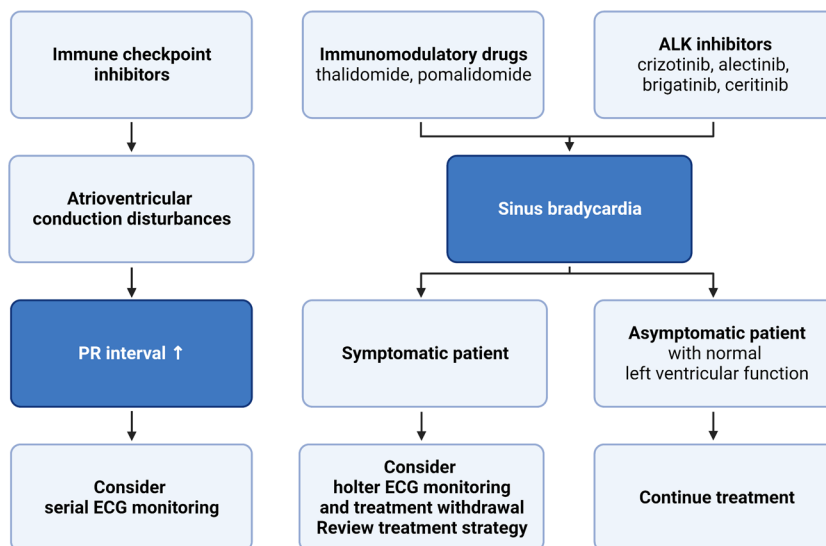 Immune checkpoint
inhibitors
Immunomodulatory drugs
thalidomide, pomalidomide
ALK inhibitors
crizotinib, alectinib,
brigatinib, ceritinib
Atrioventricular
conduction disturbances
Sinus bradycardia
PR interval ↑
Symptomatic patient
Asymptomatic patient
with normal
left ventricular function
Consider
serial ECG monitoring
Consider
holter ECG monitoring
and treatment withdrawal
Review treatment strategy
Continue treatment